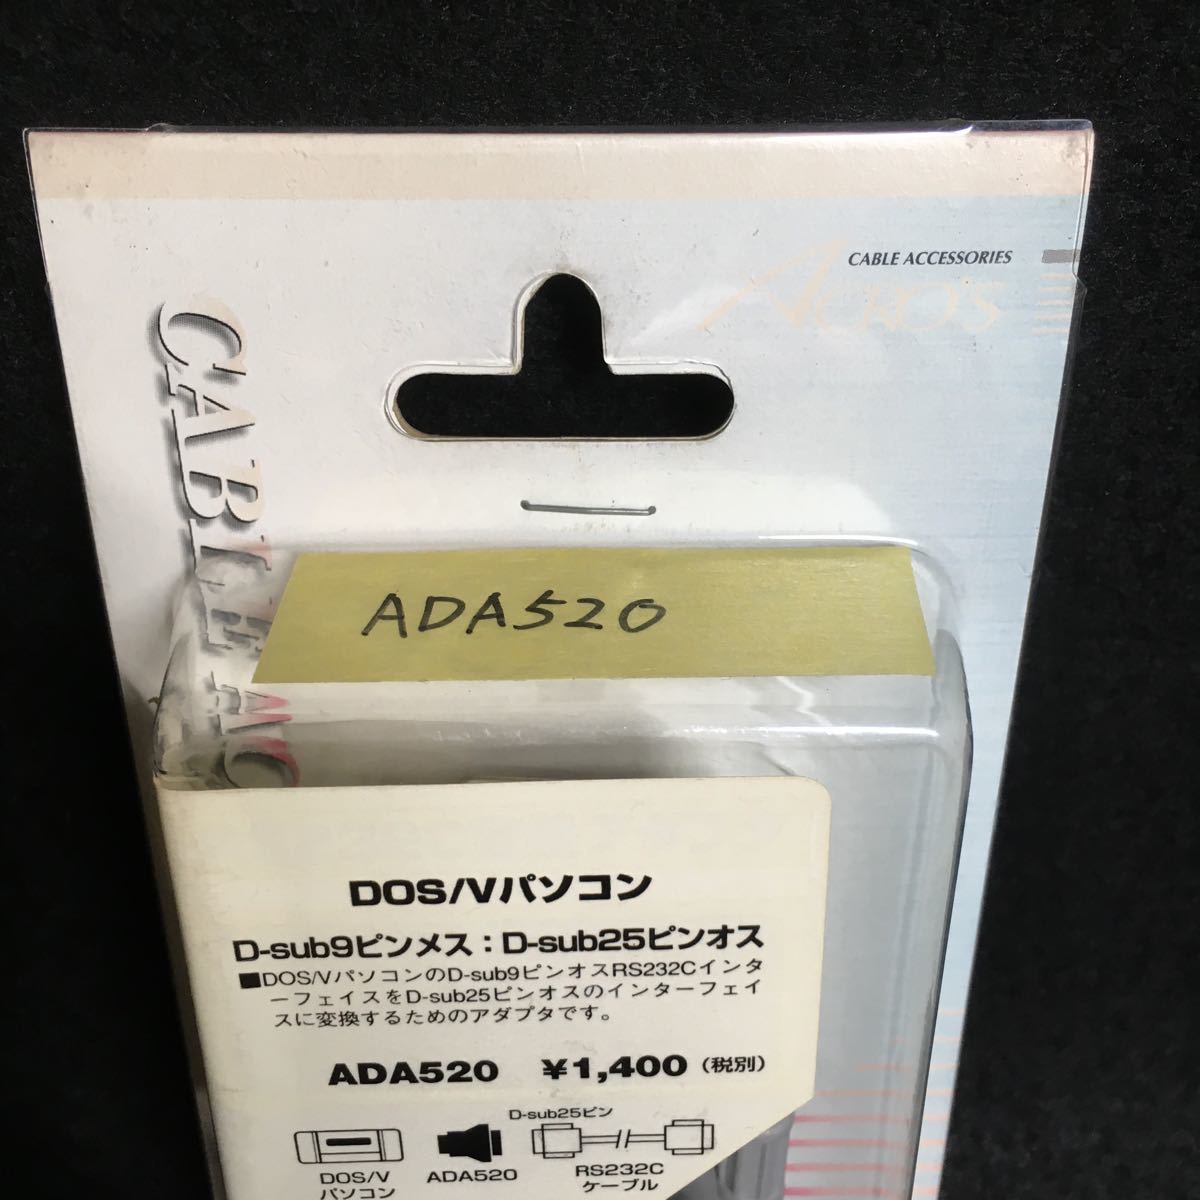 CABLE ACCESSORIES
ACRO'S
CABLE AC
ADA520
DOS/Vパソコン
D-sub9ピンメス：D-sub25ピンオス
■DOS/VパソコンのD-sub9ピンオスRS232Cインタ
ーフェイスをD-sub25ピンオスのインターフェイ
スに変換するためのアダプタです。
ADA520 ¥1,400（税別）
D-sub25ピン
DOS/V
パソコン
ADA520
RS232C
ケーブル